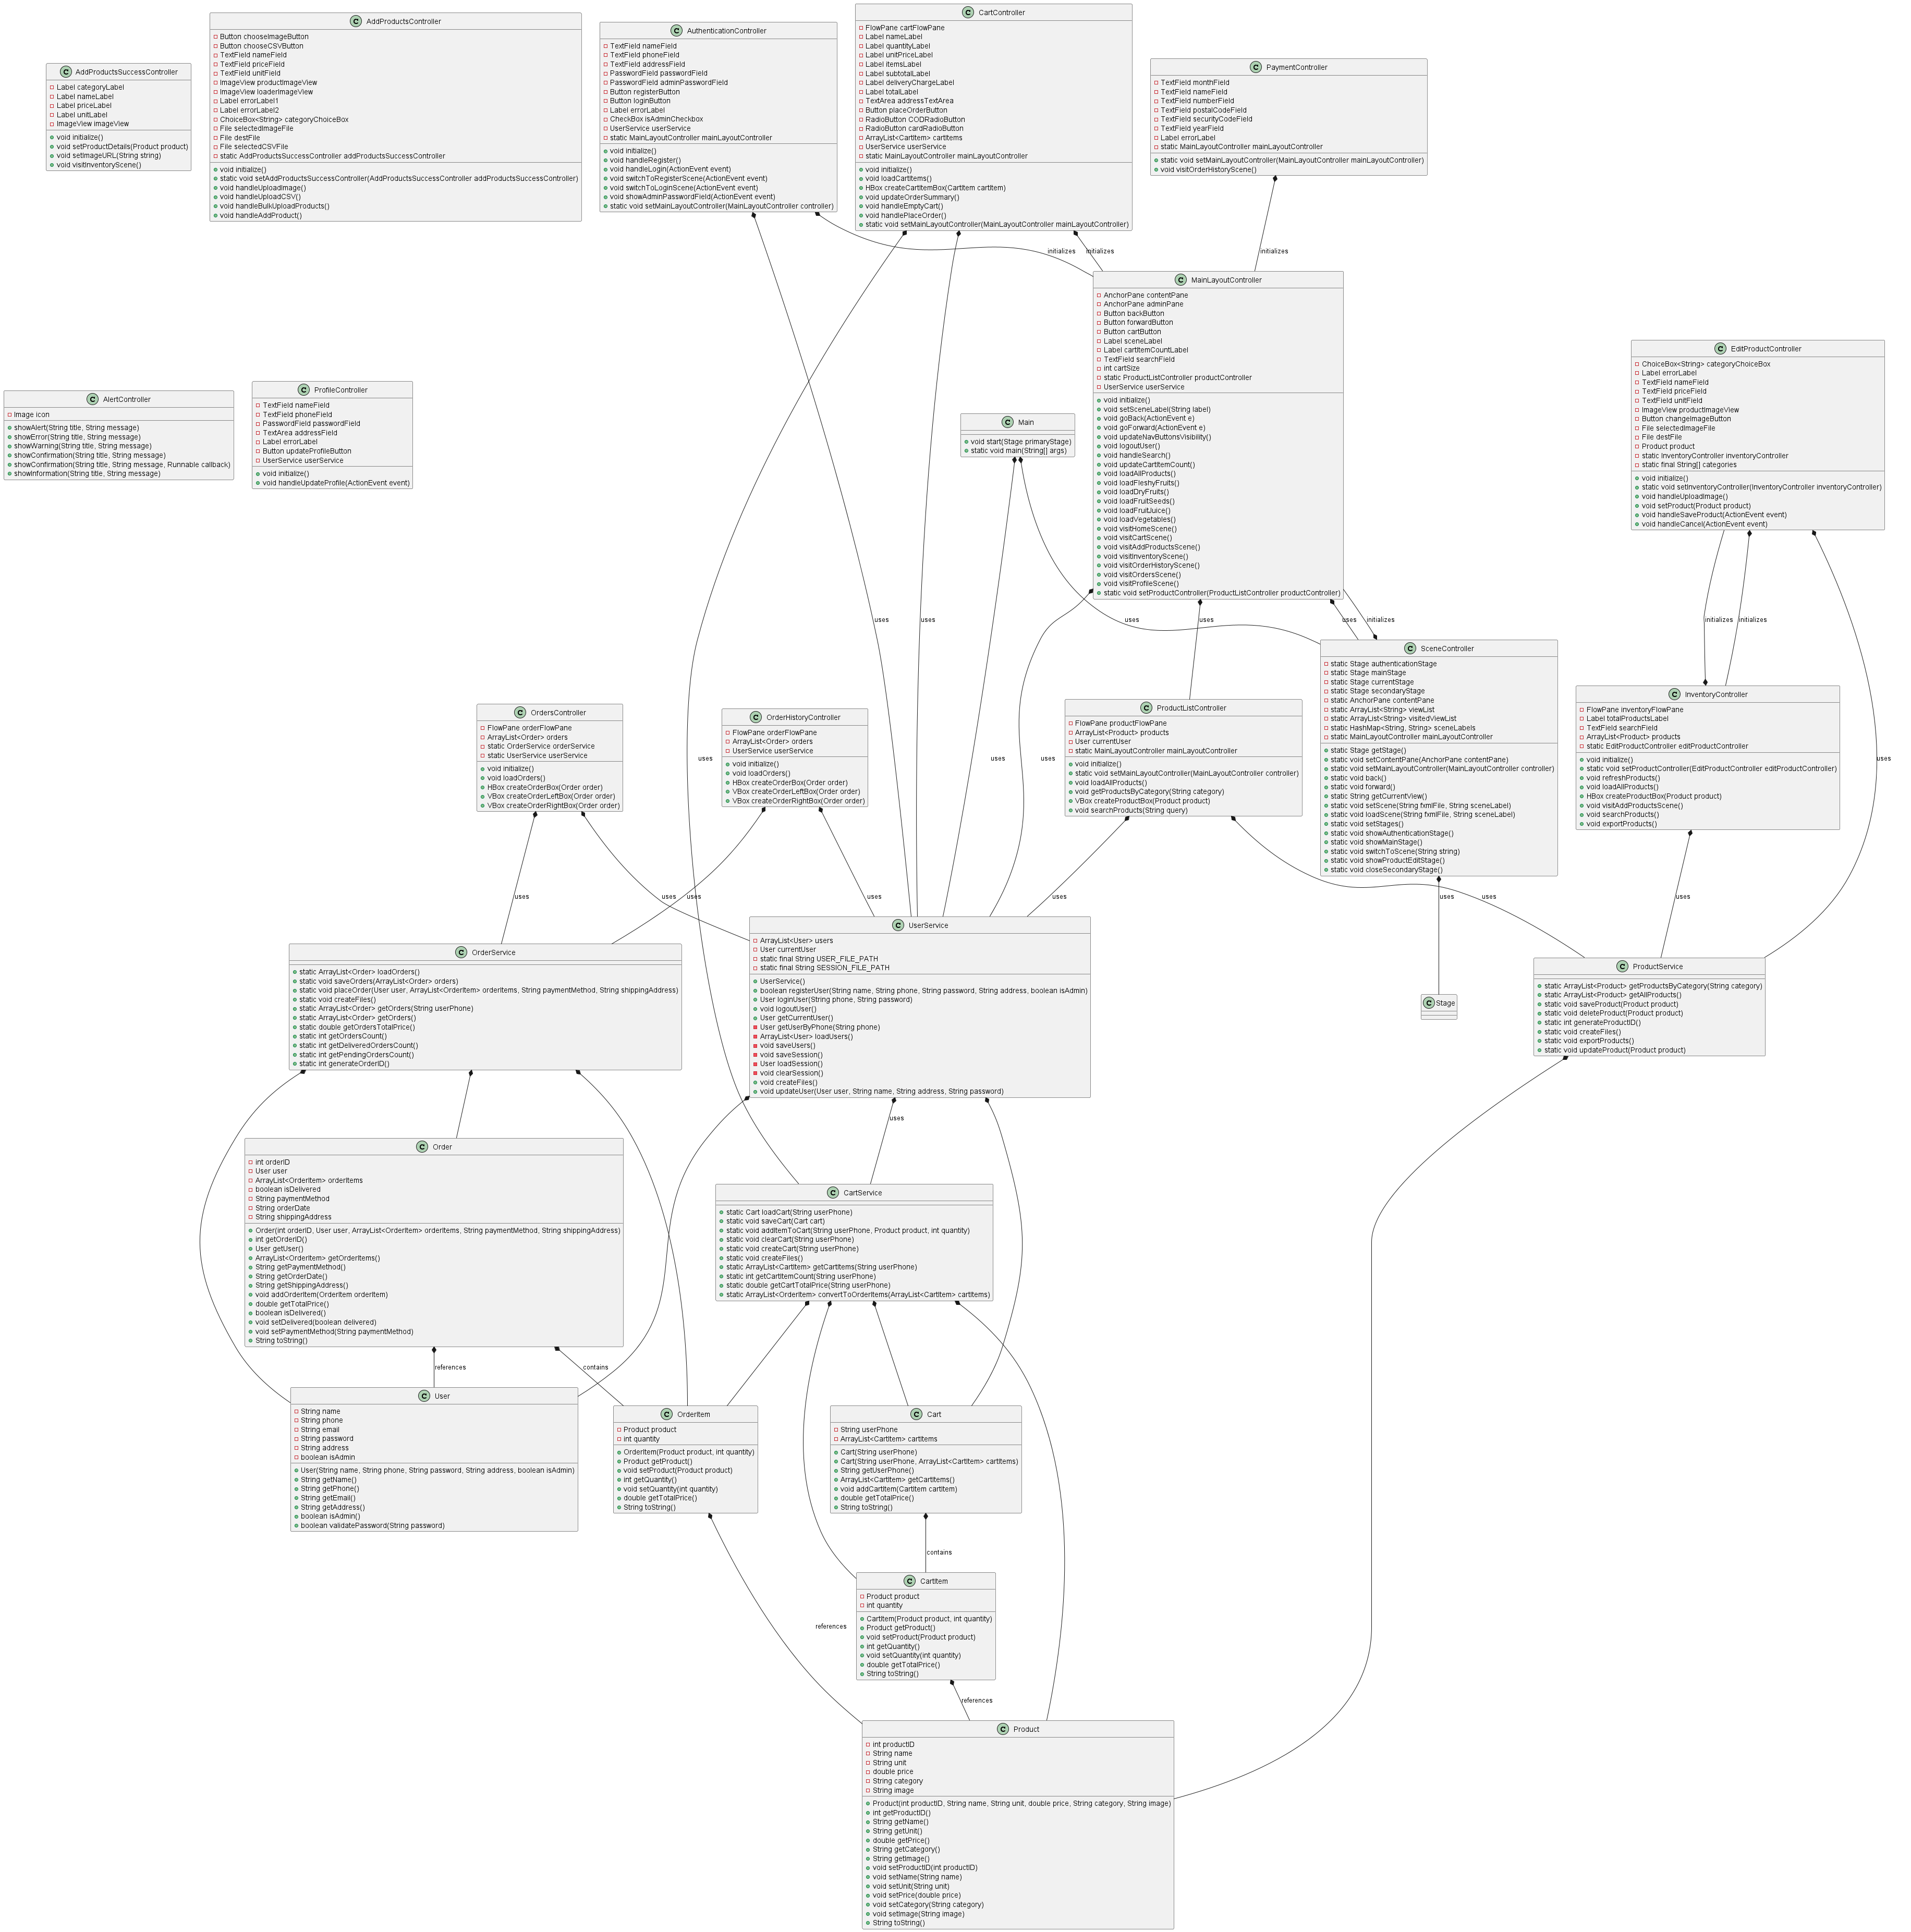 AddProductsSuccessController
Label categoryLabel
Label nameLabel
Label priceLabel
Label unitLabel
ImageView imageView
void initialize()
void setProductDetails(Product product)
void setImageURL(String string)
void visitInventoryScene()
AddProductsController
Button chooseImageButton
Button chooseCSVButton
TextField nameField
TextField priceField
TextField unitField
ImageView productImageView
ImageView loaderImageView
Label errorLabel1
Label errorLabel2
ChoiceBox<String> categoryChoiceBox
File selectedImageFile
File destFile
File selectedCSVFile
static AddProductsSuccessController addProductsSuccessController
void initialize()
static void setAddProductsSuccessController(AddProductsSuccessController addProductsSuccessController)
void handleUploadImage()
void handleUploadCSV()
void handleBulkUploadProducts()
void handleAddProduct()
AuthenticationController
TextField nameField
TextField phoneField
TextField addressField
PasswordField passwordField
PasswordField adminPasswordField
Button registerButton
Button loginButton
Label errorLabel
CheckBox isAdminCheckbox
UserService userService
static MainLayoutController mainLayoutController
void initialize()
void handleRegister()
void handleLogin(ActionEvent event)
void switchToRegisterScene(ActionEvent event)
void switchToLoginScene(ActionEvent event)
void showAdminPasswordField(ActionEvent event)
static void setMainLayoutController(MainLayoutController controller)
CartController
FlowPane cartFlowPane
Label nameLabel
Label quantityLabel
Label unitPriceLabel
Label itemsLabel
Label subtotalLabel
Label deliveryChargeLabel
Label totalLabel
TextArea addressTextArea
Button placeOrderButton
RadioButton CODRadioButton
RadioButton cardRadioButton
ArrayList<CartItem> cartItems
UserService userService
static MainLayoutController mainLayoutController
void initialize()
void loadCartItems()
HBox createCartItemBox(CartItem cartItem)
void updateOrderSummary()
void handleEmptyCart()
void handlePlaceOrder()
static void setMainLayoutController(MainLayoutController mainLayoutController)
PaymentController
TextField monthField
TextField nameField
TextField numberField
TextField postalCodeField
TextField securityCodeField
TextField yearField
Label errorLabel
static MainLayoutController mainLayoutController
static void setMainLayoutController(MainLayoutController mainLayoutController)
void visitOrderHistoryScene()
initializes
initializes
initializes
AlertController
Image icon
showAlert(String title, String message)
showError(String title, String message)
showWarning(String title, String message)
showConfirmation(String title, String message)
showConfirmation(String title, String message, Runnable callback)
showInformation(String title, String message)
ProfileController
TextField nameField
TextField phoneField
PasswordField passwordField
TextArea addressField
Label errorLabel
Button updateProfileButton
UserService userService
void initialize()
void handleUpdateProfile(ActionEvent event)
Main
void start(Stage primaryStage)
static void main(String[] args)
MainLayoutController
AnchorPane contentPane
AnchorPane adminPane
Button backButton
Button forwardButton
Button cartButton
Label sceneLabel
Label cartItemCountLabel
TextField searchField
int cartSize
static ProductListController productController
UserService userService
void initialize()
void setSceneLabel(String label)
void goBack(ActionEvent e)
void goForward(ActionEvent e)
void updateNavButtonsVisibility()
void logoutUser()
void handleSearch()
void updateCartItemCount()
void loadAllProducts()
void loadFleshyFruits()
void loadDryFruits()
void loadFruitSeeds()
void loadFruitJuice()
void loadVegetables()
void visitHomeScene()
void visitCartScene()
void visitAddProductsScene()
void visitInventoryScene()
void visitOrderHistoryScene()
void visitOrdersScene()
void visitProfileScene()
static void setProductController(ProductListController productController)
EditProductController
ChoiceBox<String> categoryChoiceBox
Label errorLabel
TextField nameField
TextField priceField
TextField unitField
ImageView productImageView
Button changeImageButton
File selectedImageFile
File destFile
Product product
static InventoryController inventoryController
static final String[] categories
void initialize()
static void setInventoryController(InventoryController inventoryController)
void handleUploadImage()
void setProduct(Product product)
void handleSaveProduct(ActionEvent event)
void handleCancel(ActionEvent event)
uses
uses
uses
uses
uses
initializes
initializes
initializes
OrdersController
FlowPane orderFlowPane
ArrayList<Order> orders
static OrderService orderService
static UserService userService
void initialize()
void loadOrders()
HBox createOrderBox(Order order)
VBox createOrderLeftBox(Order order)
VBox createOrderRightBox(Order order)
OrderHistoryController
FlowPane orderFlowPane
ArrayList<Order> orders
UserService userService
void initialize()
void loadOrders()
HBox createOrderBox(Order order)
VBox createOrderLeftBox(Order order)
VBox createOrderRightBox(Order order)
ProductListController
FlowPane productFlowPane
ArrayList<Product> products
User currentUser
static MainLayoutController mainLayoutController
void initialize()
static void setMainLayoutController(MainLayoutController controller)
void loadAllProducts()
void getProductsByCategory(String category)
VBox createProductBox(Product product)
void searchProducts(String query)
SceneController
static Stage authenticationStage
static Stage mainStage
static Stage currentStage
static Stage secondaryStage
static AnchorPane contentPane
static ArrayList<String> viewList
static ArrayList<String> visitedViewList
static HashMap<String, String> sceneLabels
static MainLayoutController mainLayoutController
static Stage getStage()
static void setContentPane(AnchorPane contentPane)
static void setMainLayoutController(MainLayoutController controller)
static void back()
static void forward()
static String getCurrentView()
static void setScene(String fxmlFile, String sceneLabel)
static void loadScene(String fxmlFile, String sceneLabel)
static void setStages()
static void showAuthenticationStage()
static void showMainStage()
static void switchToScene(String string)
static void showProductEditStage()
static void closeSecondaryStage()
InventoryController
FlowPane inventoryFlowPane
Label totalProductsLabel
TextField searchField
ArrayList<Product> products
static EditProductController editProductController
void initialize()
static void setProductController(EditProductController editProductController)
void refreshProducts()
void loadAllProducts()
HBox createProductBox(Product product)
void visitAddProductsScene()
void searchProducts()
void exportProducts()
uses
uses
uses
uses
uses
uses
uses
uses
uses
uses
uses
uses
uses
OrderService
static ArrayList<Order> loadOrders()
static void saveOrders(ArrayList<Order> orders)
static void placeOrder(User user, ArrayList<OrderItem> orderItems, String paymentMethod, String shippingAddress)
static void createFiles()
static ArrayList<Order> getOrders(String userPhone)
static ArrayList<Order> getOrders()
static double getOrdersTotalPrice()
static int getOrdersCount()
static int getDeliveredOrdersCount()
static int getPendingOrdersCount()
static int generateOrderID()
UserService
ArrayList<User> users
User currentUser
static final String USER_FILE_PATH
static final String SESSION_FILE_PATH
UserService()
boolean registerUser(String name, String phone, String password, String address, boolean isAdmin)
User loginUser(String phone, String password)
void logoutUser()
User getCurrentUser()
User getUserByPhone(String phone)
ArrayList<User> loadUsers()
void saveUsers()
void saveSession()
User loadSession()
void clearSession()
void createFiles()
void updateUser(User user, String name, String address, String password)
Stage
ProductService
static ArrayList<Product> getProductsByCategory(String category)
static ArrayList<Product> getAllProducts()
static void saveProduct(Product product)
static void deleteProduct(Product product)
static int generateProductID()
static void createFiles()
static void exportProducts()
static void updateProduct(Product product)
uses
Order
int orderID
User user
ArrayList<OrderItem> orderItems
boolean isDelivered
String paymentMethod
String orderDate
String shippingAddress
Order(int orderID, User user, ArrayList<OrderItem> orderItems, String paymentMethod, String shippingAddress)
int getOrderID()
User getUser()
ArrayList<OrderItem> getOrderItems()
String getPaymentMethod()
String getOrderDate()
String getShippingAddress()
void addOrderItem(OrderItem orderItem)
double getTotalPrice()
boolean isDelivered()
void setDelivered(boolean delivered)
void setPaymentMethod(String paymentMethod)
String toString()
CartService
static Cart loadCart(String userPhone)
static void saveCart(Cart cart)
static void addItemToCart(String userPhone, Product product, int quantity)
static void clearCart(String userPhone)
static void createCart(String userPhone)
static void createFiles()
static ArrayList<CartItem> getCartItems(String userPhone)
static int getCartItemCount(String userPhone)
static double getCartTotalPrice(String userPhone)
static ArrayList<OrderItem> convertToOrderItems(ArrayList<CartItem> cartItems)
references
contains
User
String name
String phone
String email
String password
String address
boolean isAdmin
User(String name, String phone, String password, String address, boolean isAdmin)
String getName()
String getPhone()
String getEmail()
String getAddress()
boolean isAdmin()
boolean validatePassword(String password)
OrderItem
Product product
int quantity
OrderItem(Product product, int quantity)
Product getProduct()
void setProduct(Product product)
int getQuantity()
void setQuantity(int quantity)
double getTotalPrice()
String toString()
Cart
String userPhone
ArrayList<CartItem> cartItems
Cart(String userPhone)
Cart(String userPhone, ArrayList<CartItem> cartItems)
String getUserPhone()
ArrayList<CartItem> getCartItems()
void addCartItem(CartItem cartItem)
double getTotalPrice()
String toString()
contains
CartItem
Product product
int quantity
CartItem(Product product, int quantity)
Product getProduct()
void setProduct(Product product)
int getQuantity()
void setQuantity(int quantity)
double getTotalPrice()
String toString()
references
references
Product
int productID
String name
String unit
double price
String category
String image
Product(int productID, String name, String unit, double price, String category, String image)
int getProductID()
String getName()
String getUnit()
double getPrice()
String getCategory()
String getImage()
void setProductID(int productID)
void setName(String name)
void setUnit(String unit)
void setPrice(double price)
void setCategory(String category)
void setImage(String image)
String toString()